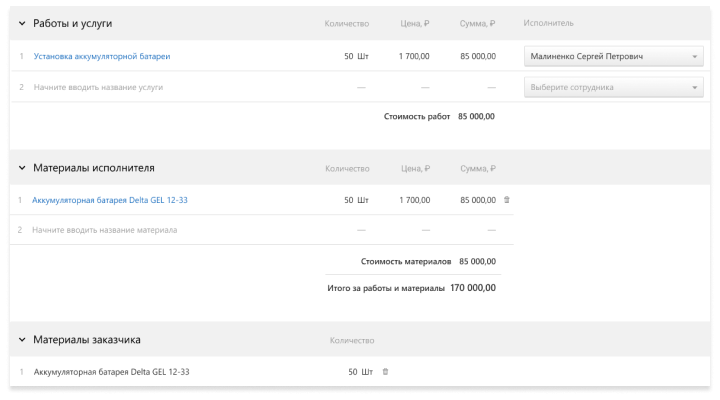 Работы и услуги Количество Цена, ₽ Сумма, ₽ Исполнитель
1 Установка аккумуляторной батареи 50 Шт 1 700,00 85 000,00 Малиненко Сергей Петрович
2 Начните вводить название услуги — — — Выберите сотрудника
Стоимость работ 85 000,00
Материалы исполнителя Количество Цена, ₽ Сумма, ₽
1 Аккумуляторная батарея Delta GEL 12-33 50 Шт 1 700,00 85 000,00
2 Начните вводить название материала — — —
Стоимость материалов 85 000,00
Итого за работы и материалы 170 000,00
Материалы заказчика Количество
1 Аккумуляторная батарея Delta GEL 12-33 50 Шт